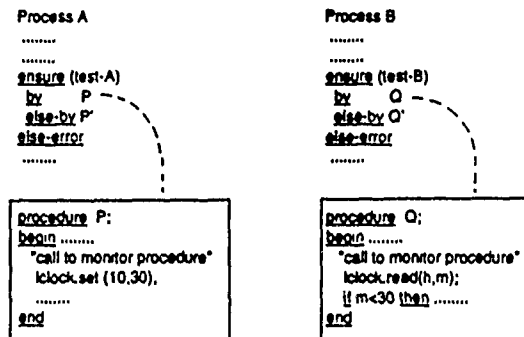 Process A
........
........
ensure (test-A)
by P
else-by P'
else-error
........
procedure P;
begin ........
"call to monitor procedure"
lclock.set (10,30),
........
end
Process B
........
........
ensure (test-B)
by Q
else-by Q'
else-error
........
procedure Q;
begin ........
"call to monitor procedure"
lclock.read(h,m);
if m<30 then ........
end